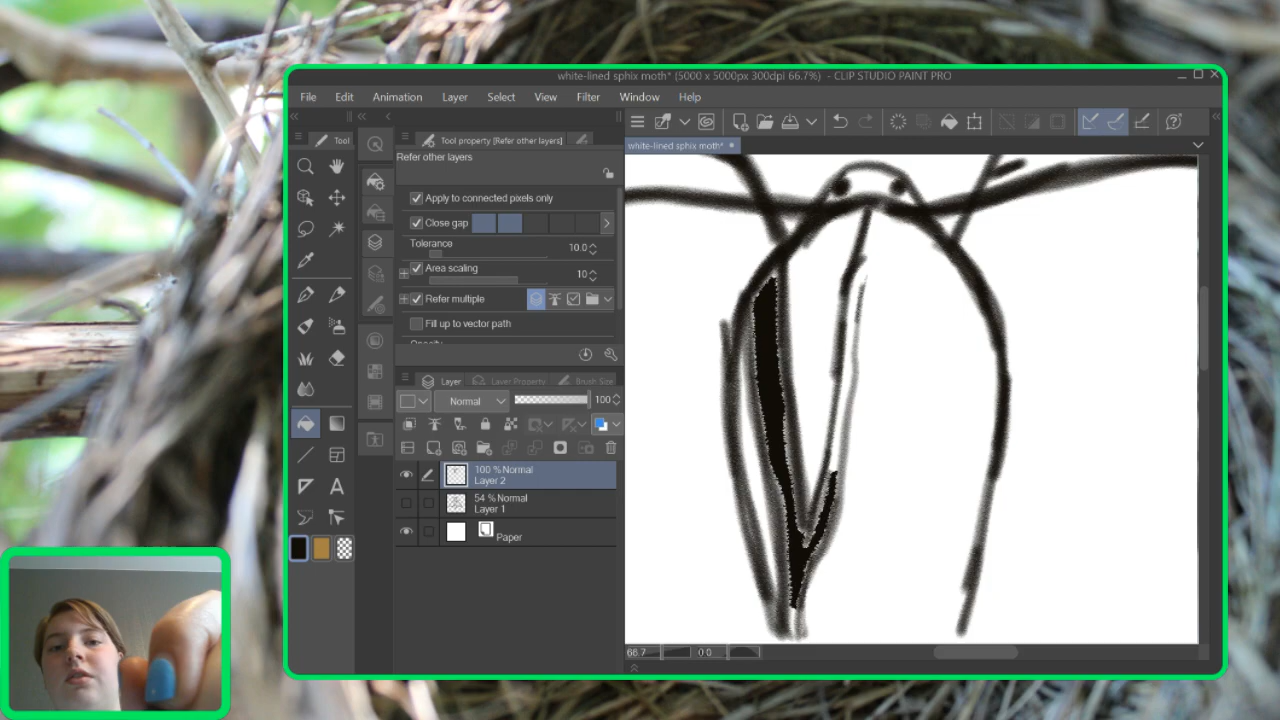 white-lined sphix moth* (5000 x 5000px 300dpi 66.7%) - CLIP STUDIO PAINT PRO
File Edit Animation Layer Select View Filter Window Help
Tool
Tool property [Refer other layers]
white-lined sphix moth*
Refer other layers
Apply to connected pixels only
Close gap
Tolerance 10.0
Area scaling 10
Refer multiple
Fill up to vector path
Opacity
Layer Layer Property Brush Size
Normal 100
100 % Normal
Layer 2
54 % Normal
Layer 1
Paper
66.7 0.0